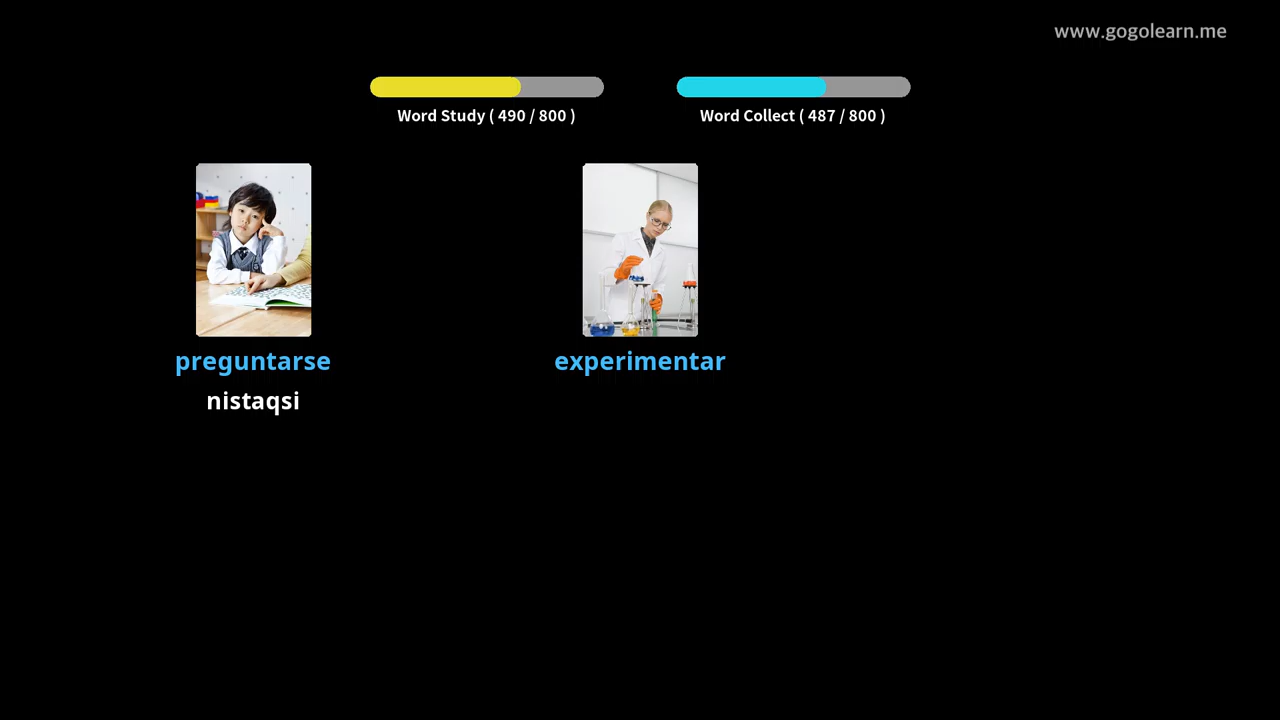 www.gogolearn.me
Word Study ( 490 / 800 )
Word Collect ( 487 / 800 )
preguntarse
nistaqsi
experimentar